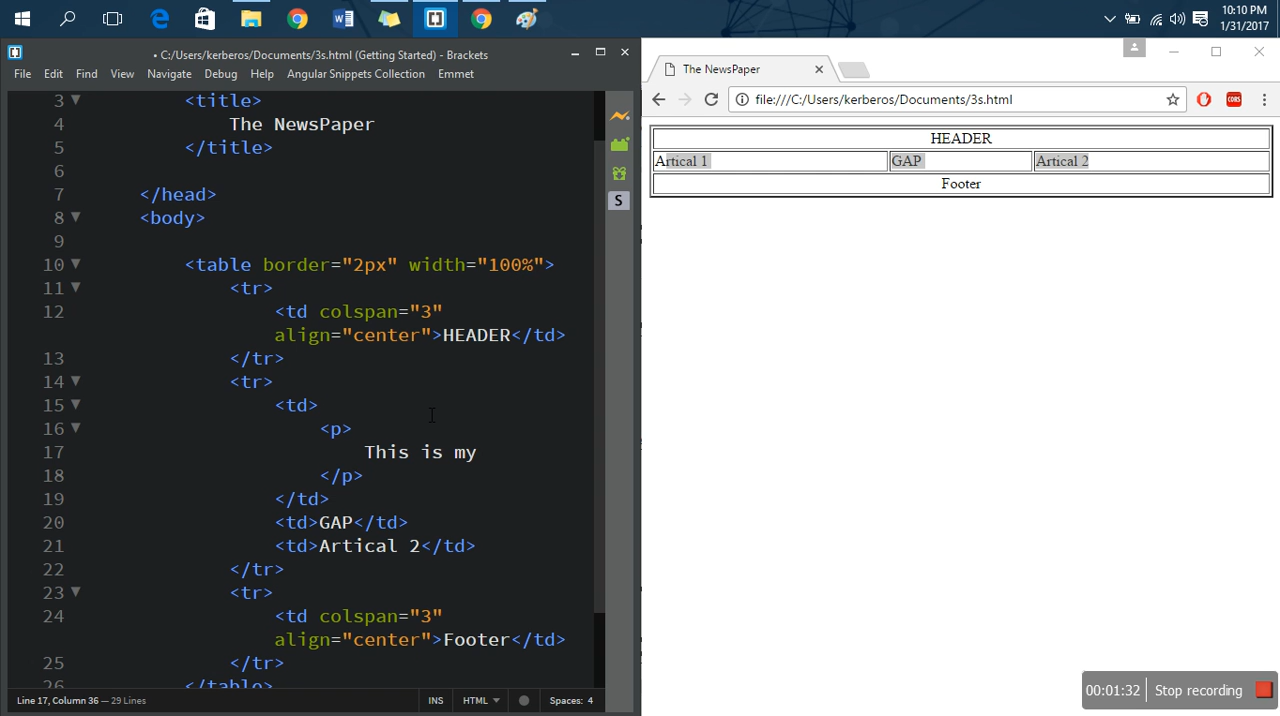 10:10 PM
1/31/2017
• C:/Users/kerberos/Documents/3s.html (Getting Started) - Brackets
File Edit Find View Navigate Debug Help Angular Snippets Collection Emmet
3 <title>
4 The NewsPaper
5 </title>
6
7 </head>
8 <body>
9
10 <table border="2px" width="100%">
11 <tr>
12 <td colspan="3"
align="center">HEADER</td>
13 </tr>
14 <tr>
15 <td>
16 <p>
17 This is my
18 </p>
19 </td>
20 <td>GAP</td>
21 <td>Artical 2</td>
22 </tr>
23 <tr>
24 <td colspan="3"
align="center">Footer</td>
25 </tr>
26 </table>
S
Line 17, Column 36 — 29 Lines INS HTML Spaces: 4
The NewsPaper
file:///C:/Users/kerberos/Documents/3s.html
CORS
HEADER
Artical 1 GAP Artical 2
Footer
00:01:32 Stop recording